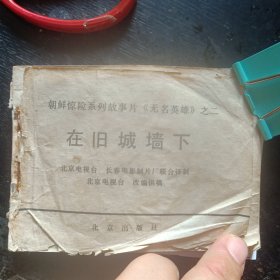 朝鲜惊险系列故事片《无名英雄》之二
在旧城墙下
北京电视台 长春电影制片厂联合译制
北京电视台 改编供稿
北京出版社